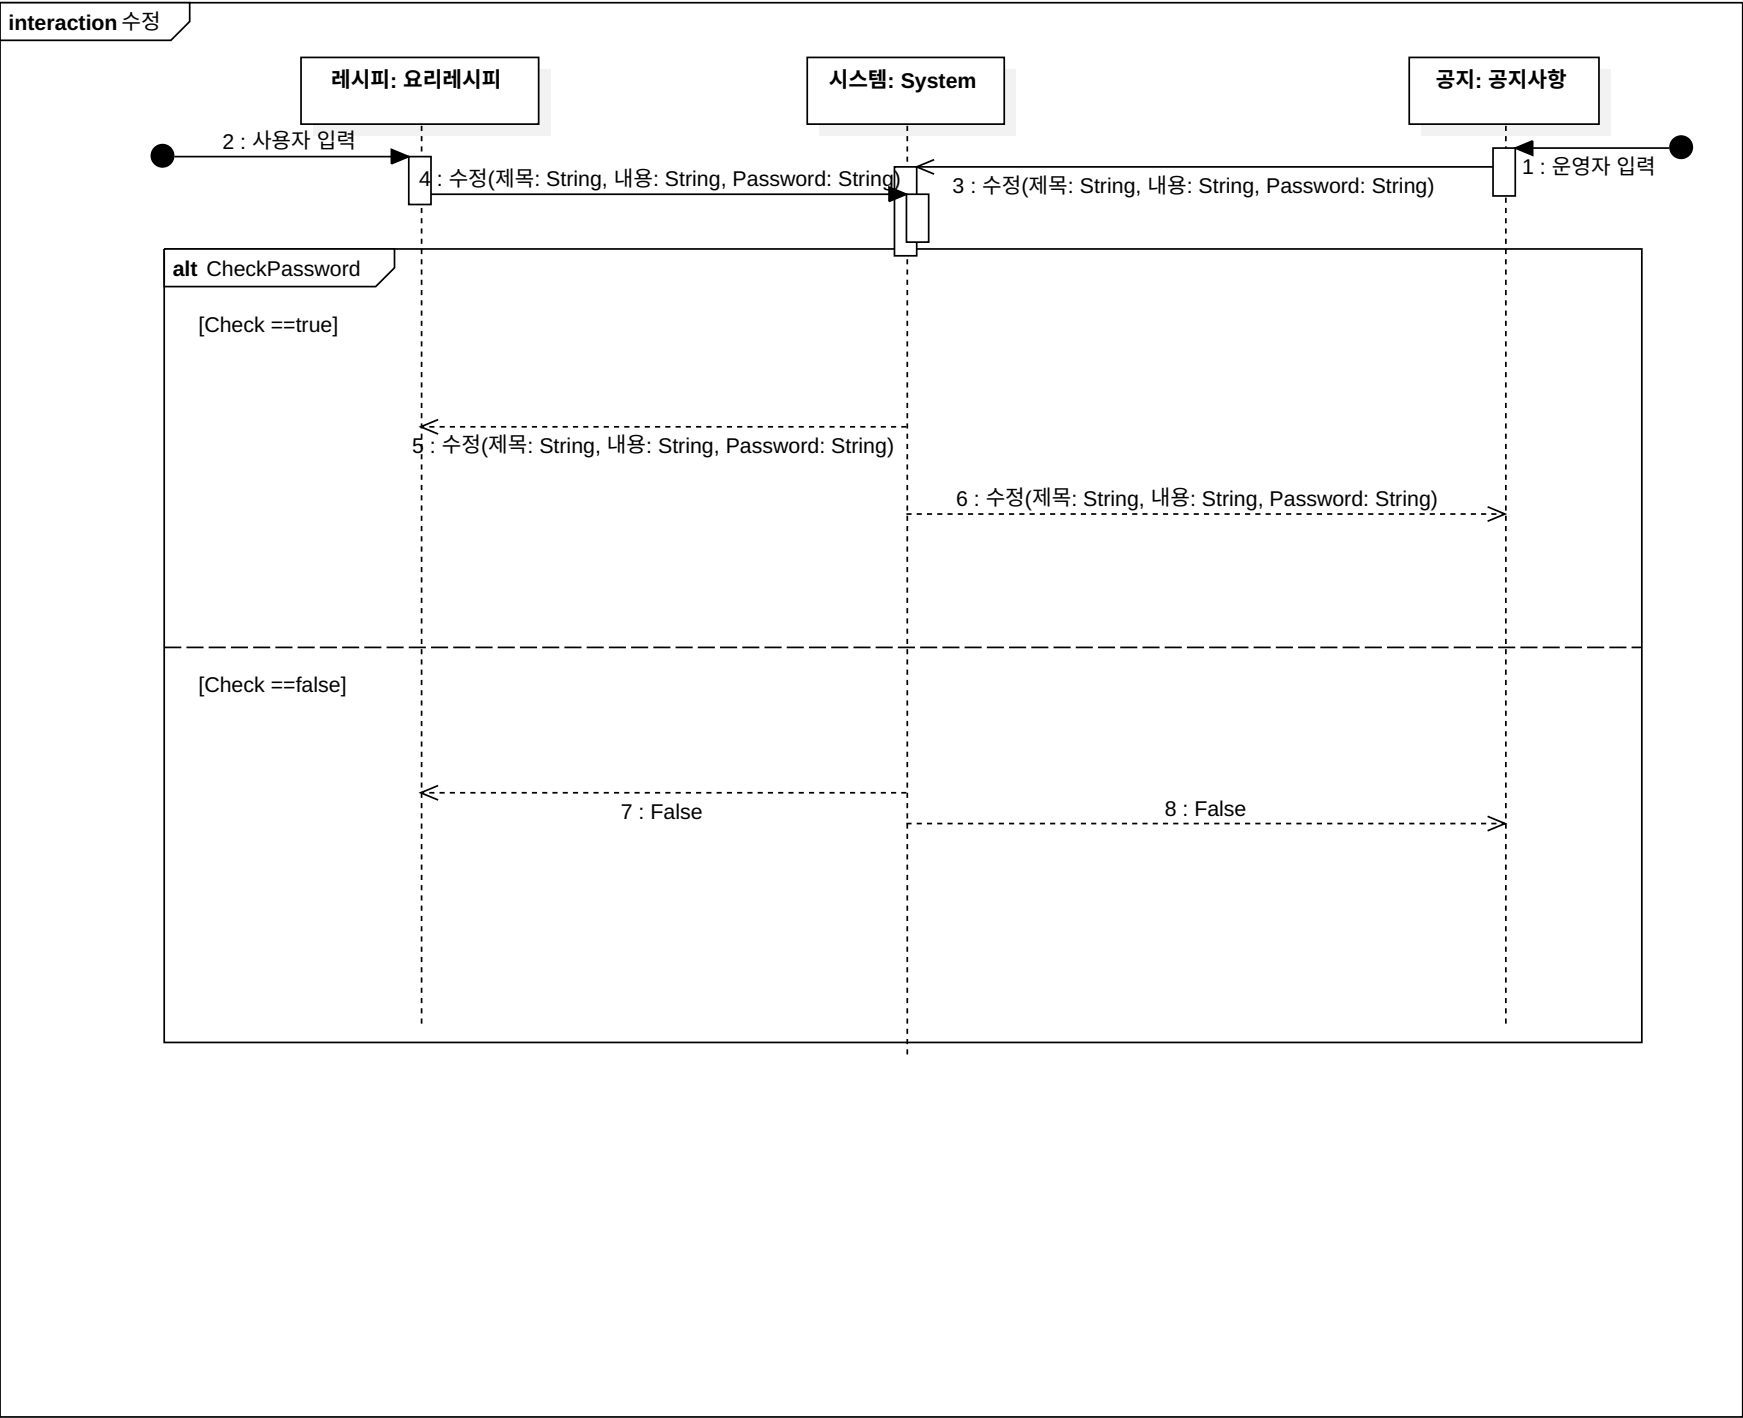 interaction 수정
레시피: 요리레시피
시스템: System
공지: 공지사항
2 : 사용자 입력
1 : 운영자 입력
4 : 수정(제목: String, 내용: String, Password: String)
3 : 수정(제목: String, 내용: String, Password: String)
alt CheckPassword
[Check ==true]
5 : 수정(제목: String, 내용: String, Password: String)
6 : 수정(제목: String, 내용: String, Password: String)
[Check ==false]
7 : False
8 : False